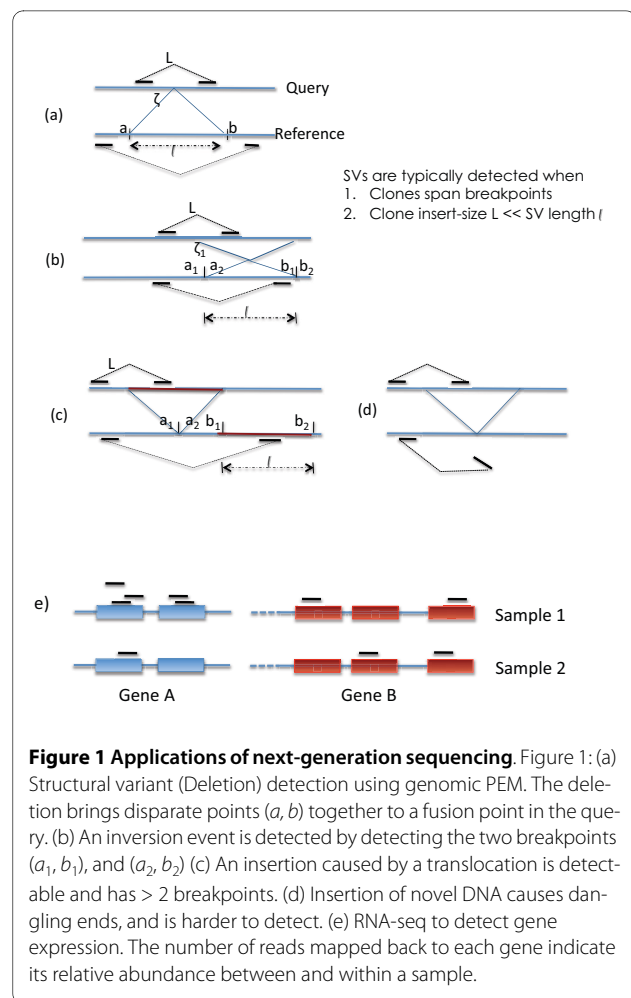 L
Query
ζ
(a)
a
b
Reference
l
SVs are typically detected when
1. Clones span breakpoints
2. Clone insert-size L << SV length l
L
ζ1
(b)
a1 a2 b1 b2
l
L
(c)
a1 a2 b1 b2
l
(d)
e)
Sample 1
Sample 2
Gene A Gene B
Figure 1 Applications of next-generation sequencing. Figure 1: (a)
Structural variant (Deletion) detection using genomic PEM. The dele-
tion brings disparate points (a, b) together to a fusion point in the que-
ry. (b) An inversion event is detected by detecting the two breakpoints
(a1, b1), and (a2, b2) (c) An insertion caused by a translocation is detect-
able and has > 2 breakpoints. (d) Insertion of novel DNA causes dan-
gling ends, and is harder to detect. (e) RNA-seq to detect gene
expression. The number of reads mapped back to each gene indicate
its relative abundance between and within a sample.